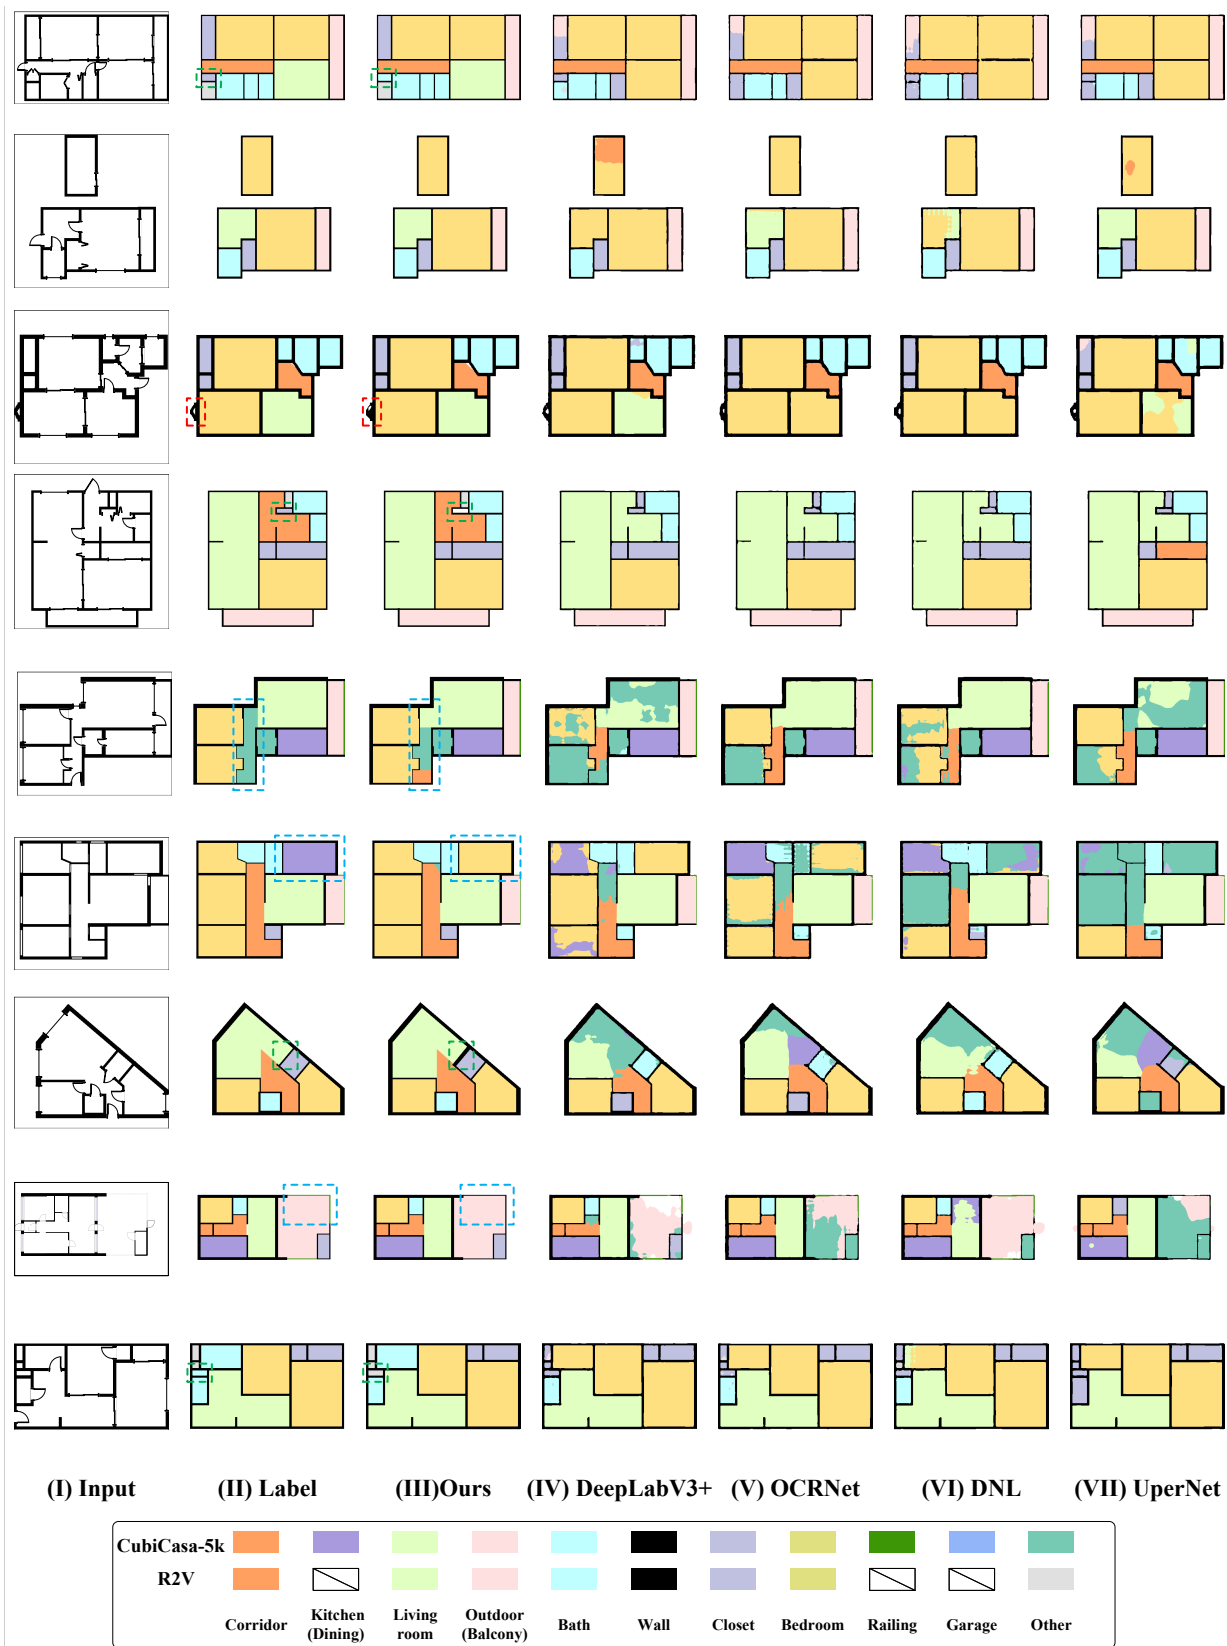 (I) Input (II) Label (III)Ours (IV) DeepLabV3+ (V) OCRNet (VI) DNL (VII) UperNet
CubiCasa-5k
R2V
Corridor Kitchen (Dining) Living room Outdoor (Balcony) Bath Wall Closet Bedroom Railing Garage Other